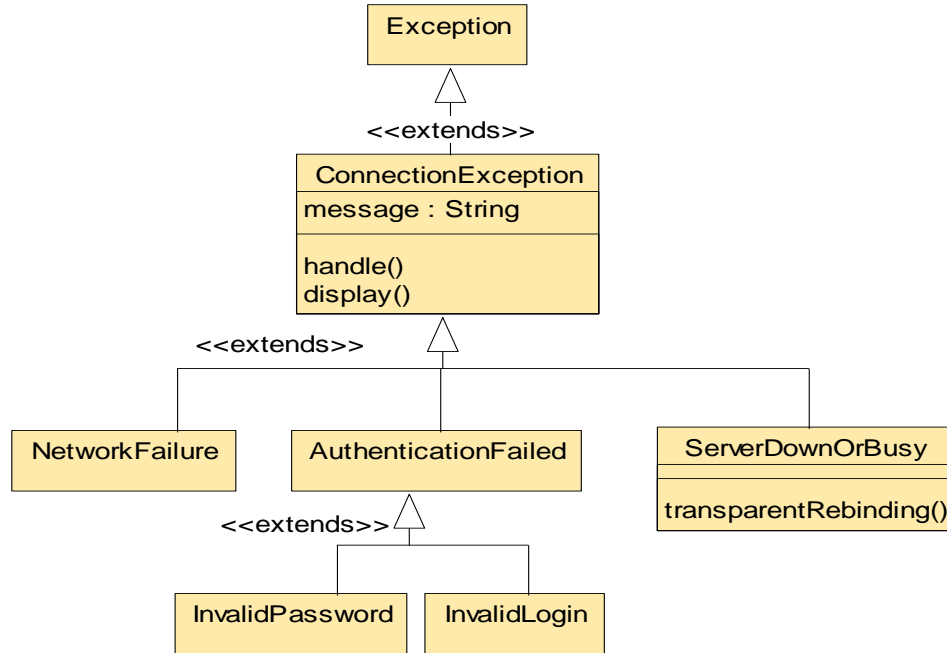 Exception
<<extends>>
ConnectionException
message : String
handle()
display()
<<extends>>
NetworkFailure
AuthenticationFailed
ServerDownOrBusy
transparentRebinding()
<<extends>>
InvalidPassword
InvalidLogin